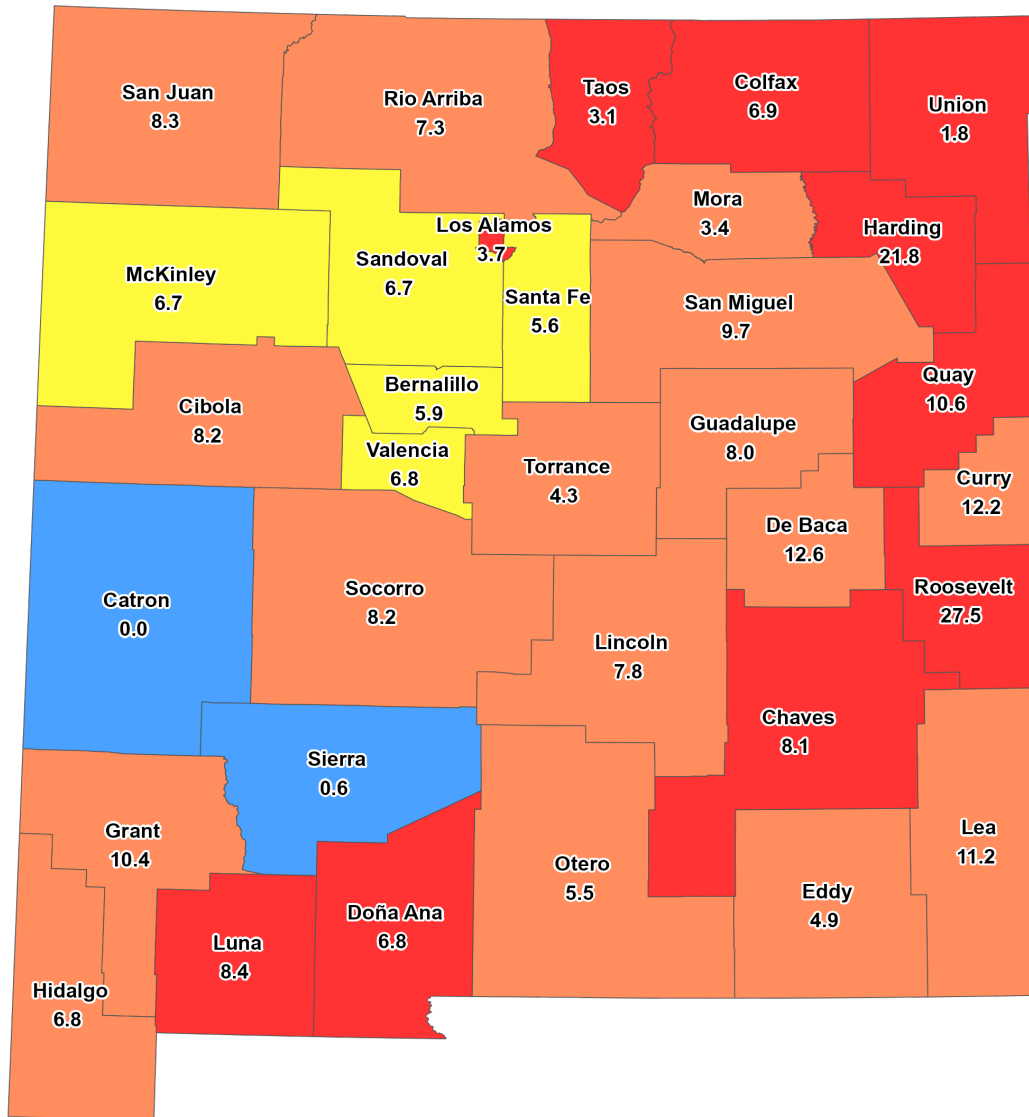 San Juan
8.3
Rio Arriba
7.3
Taos
3.1
Colfax
6.9
Union
1.8
Mora
3.4
Los Alamos
3.7
Harding
21.8
McKinley
6.7
Sandoval
6.7
Santa Fe
5.6
San Miguel
9.7
Bernalillo
5.9
Quay
10.6
Cibola
8.2
Valencia
6.8
Torrance
4.3
Guadalupe
8.0
Curry
12.2
De Baca
12.6
Catron
0.0
Socorro
8.2
Roosevelt
27.5
Lincoln
7.8
Chaves
8.1
Sierra
0.6
Grant
10.4
Otero
5.5
Lea
11.2
Eddy
4.9
Luna
8.4
Doña Ana
6.8
Hidalgo
6.8